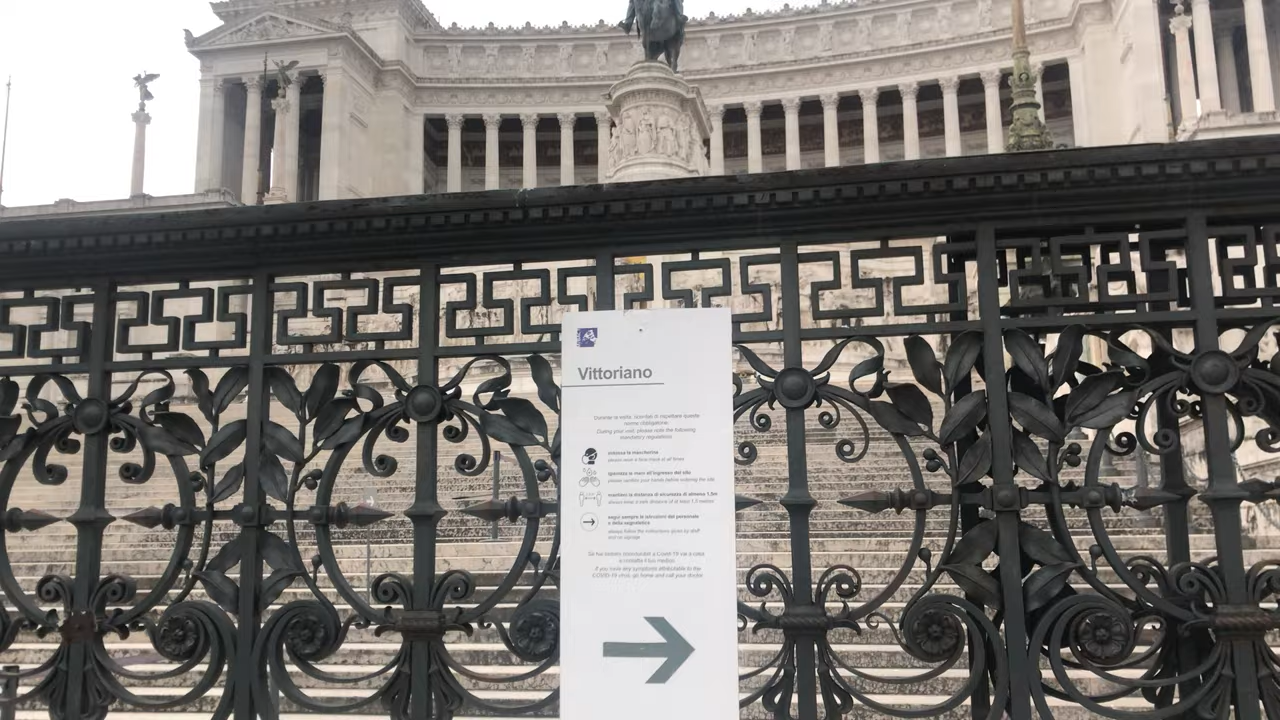 Vittoriano
Durante la visita, ricordati di rispettare queste
norme obbligatorie
During your visit, please note the following
mandatory regulations
indossa la mascherina
please wear a face mask at all times
igienizza le mani all'ingresso del sito
please sanitize your hands before entering the site
mantieni la distanza di sicurezza di almeno 1,5m
always keep a safe distance of at least 1,5 metres
segui sempre le istruzioni del personale
e della segnaletica
always follow the instructions given by staff
and on signage
Se hai sintomi riconducibili a Covid-19 vai a casa
e contatta il tuo medico
If you have any symptoms attributable to the
COVID-19 virus, go home and call your doctor